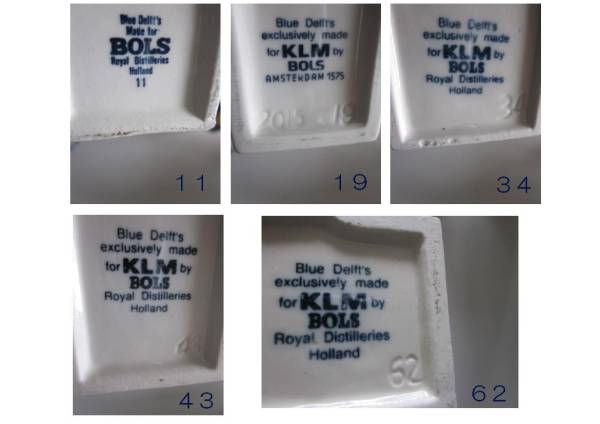 Blue Delft's
Made for
BOLS
Royal Distilleries
Holland
11
11
Blue Delft's
exclusively made
for KLM by
BOLS
AMSTERDAM 1575
2015 19
19
Blue Delft's
exclusively made
for KLM by
BOLS
Royal Distilleries
Holland
34
34
Blue Delft's
exclusively made
for KLM by
BOLS
Royal Distilleries
Holland
43
43
Blue Delft's
exclusively made
for KLM by
BOLS
Royal Distilleries
Holland
62
62